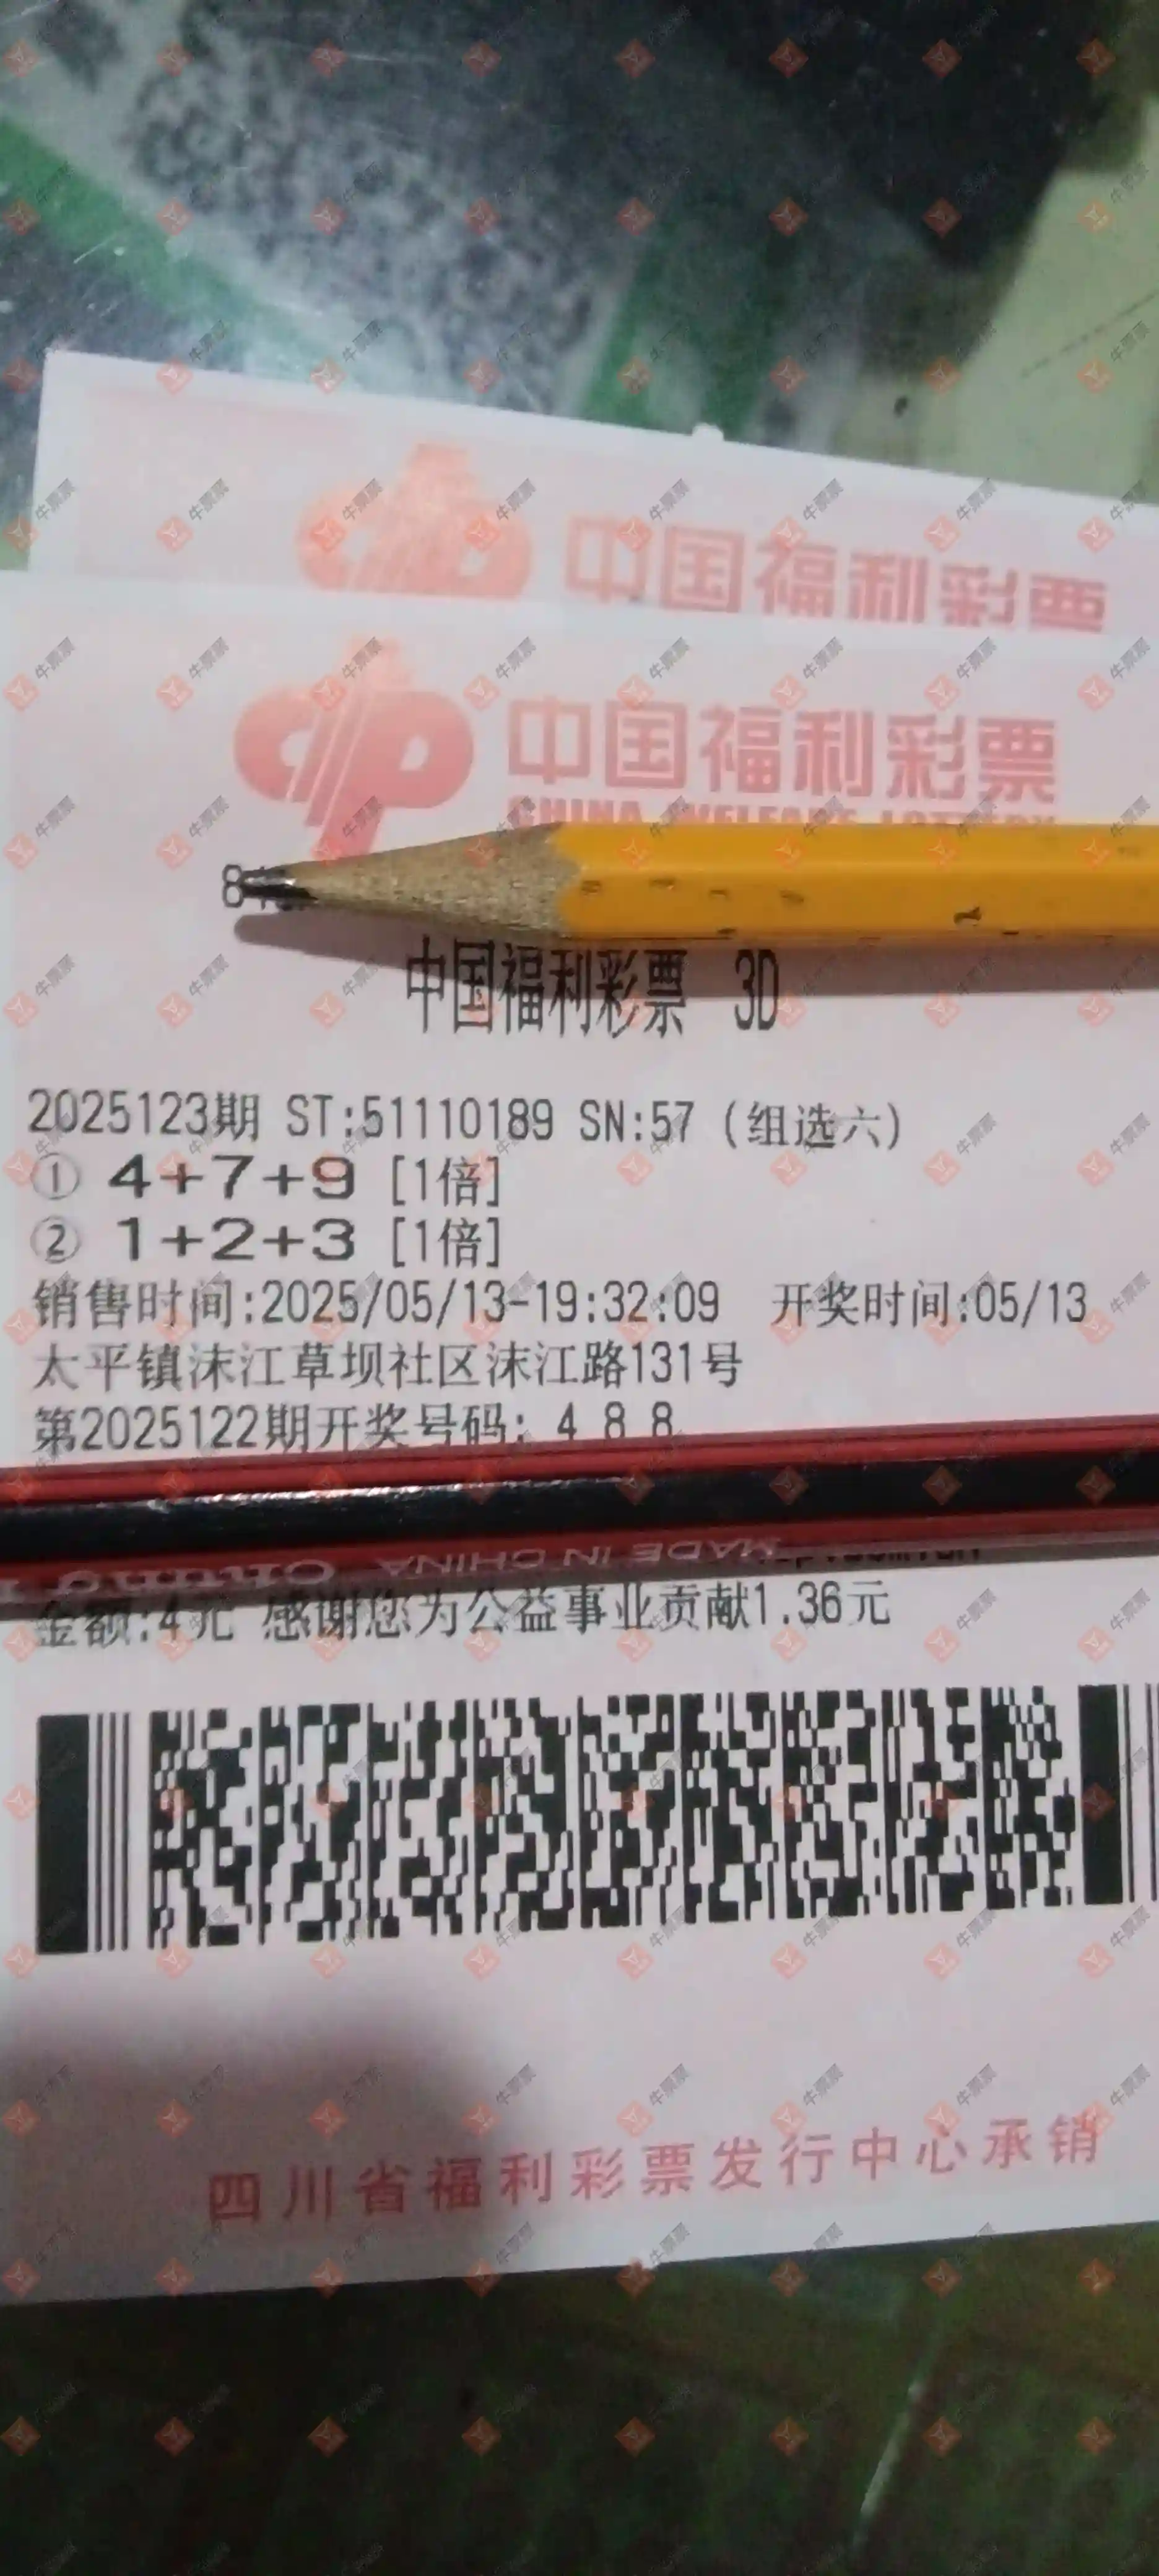 中国福利彩票
中国福利彩票
CHINA WELFARE LOTTERY
中国福利彩票 3D
2025123期 ST:51110189 SN:57 (组选六)
① 4+7+9 [1倍]
② 1+2+3 [1倍]
销售时间:2025/05/13-19:32:09 开奖时间:05/13
太平镇沫江草坝社区沫江路131号
第2025122期开奖号码: 4 8 8
MADE IN CHINA
金额:4元 感谢您为公益事业贡献1.36元
四川省福利彩票发行中心承销
牛票票